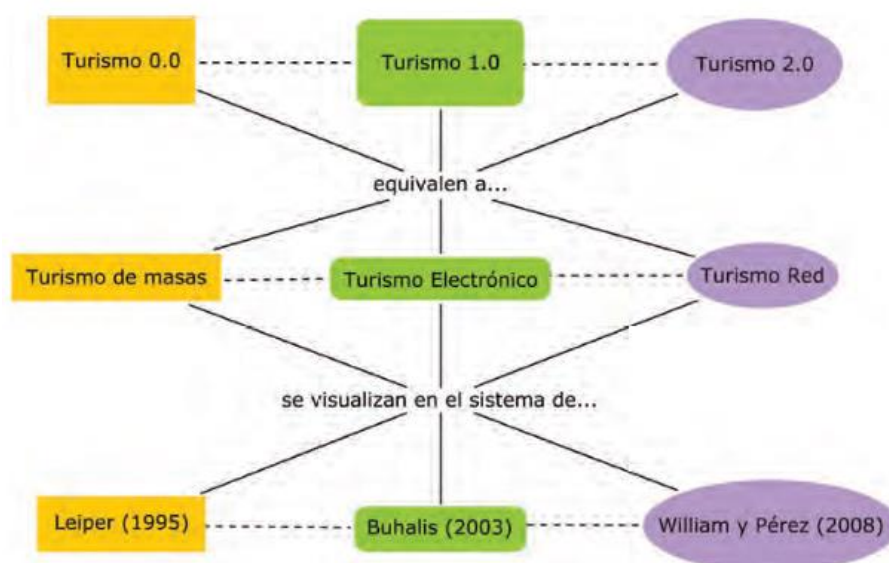 Turismo 0.0
Turismo 1.0
Turismo 2.0
equivalen a...
Turismo de masas
Turismo Electrónico
Turismo Red
se visualizan en el sistema de...
Leiper (1995)
Buhalis (2003)
William y Pérez (2008)